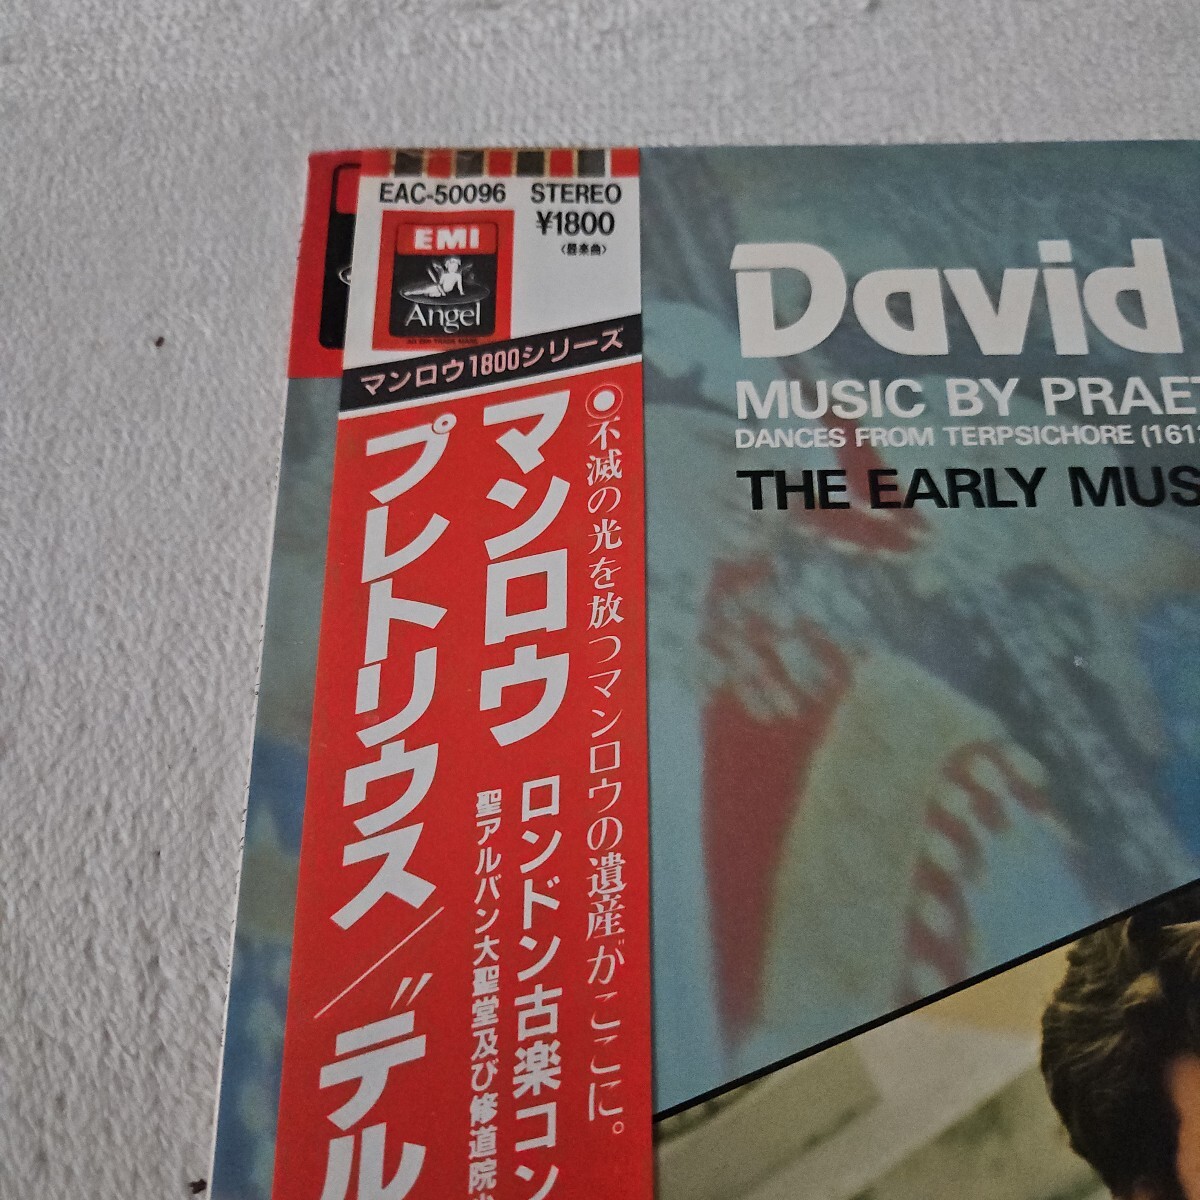 EAC-50096 STEREO
¥1800
〈器楽曲〉
EMI
Angel
マンロウ1800シリーズ
◉不滅の光を放つマンロウの遺産がここに。
マンロウ
ロンドン古楽コン
聖アルバン大聖堂及び修道院
プレトリウス/〝テル
David
MUSIC BY PRAET
DANCES FROM TERPSICHORE (161
THE EARLY MUS